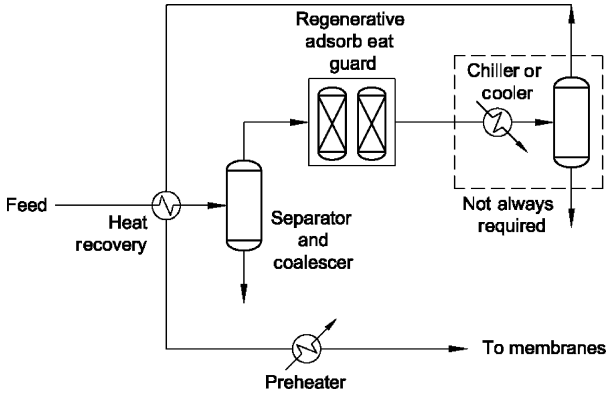 Regenerative
adsorb eat
guard
Chiller or
cooler
Feed
Heat
recovery
Separator
and
coalescer
Not always
required
To membranes
Preheater